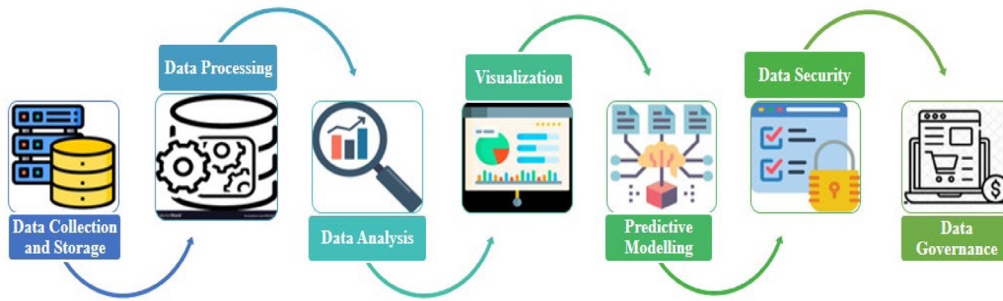 Data Collection
and Storage
Data Processing
Data Analysis
Visualization
Predictive
Modelling
Data Security
Data
Governance
$